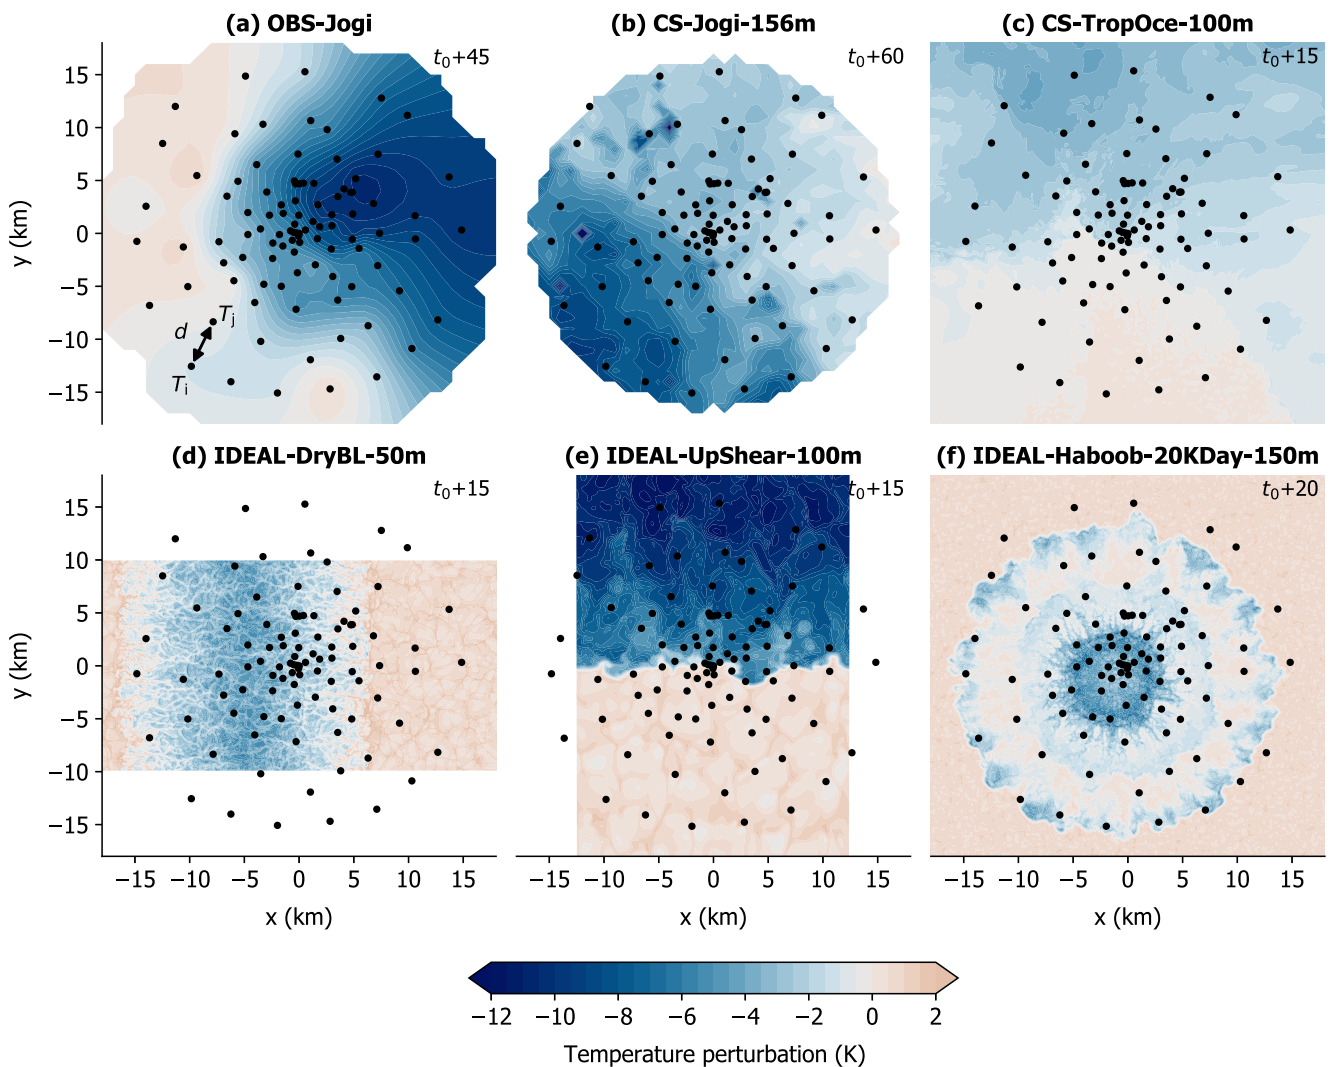 (a) OBS-Jogi
(b) CS-Jogi-156m
(c) CS-TropOce-100m
t0+45
t0+60
t0+15
15
10
5
0
−5
−10
−15
y (km)
Tj
d
Ti
(d) IDEAL-DryBL-50m
(e) IDEAL-UpShear-100m
(f) IDEAL-Haboob-20KDay-150m
t0+15
t0+15
t0+20
15
10
5
0
−5
−10
−15
y (km)
−15 −10 −5 0 5 10 15
−15 −10 −5 0 5 10 15
−15 −10 −5 0 5 10 15
x (km)
x (km)
x (km)
−12 −10 −8 −6 −4 −2 0 2
Temperature perturbation (K)